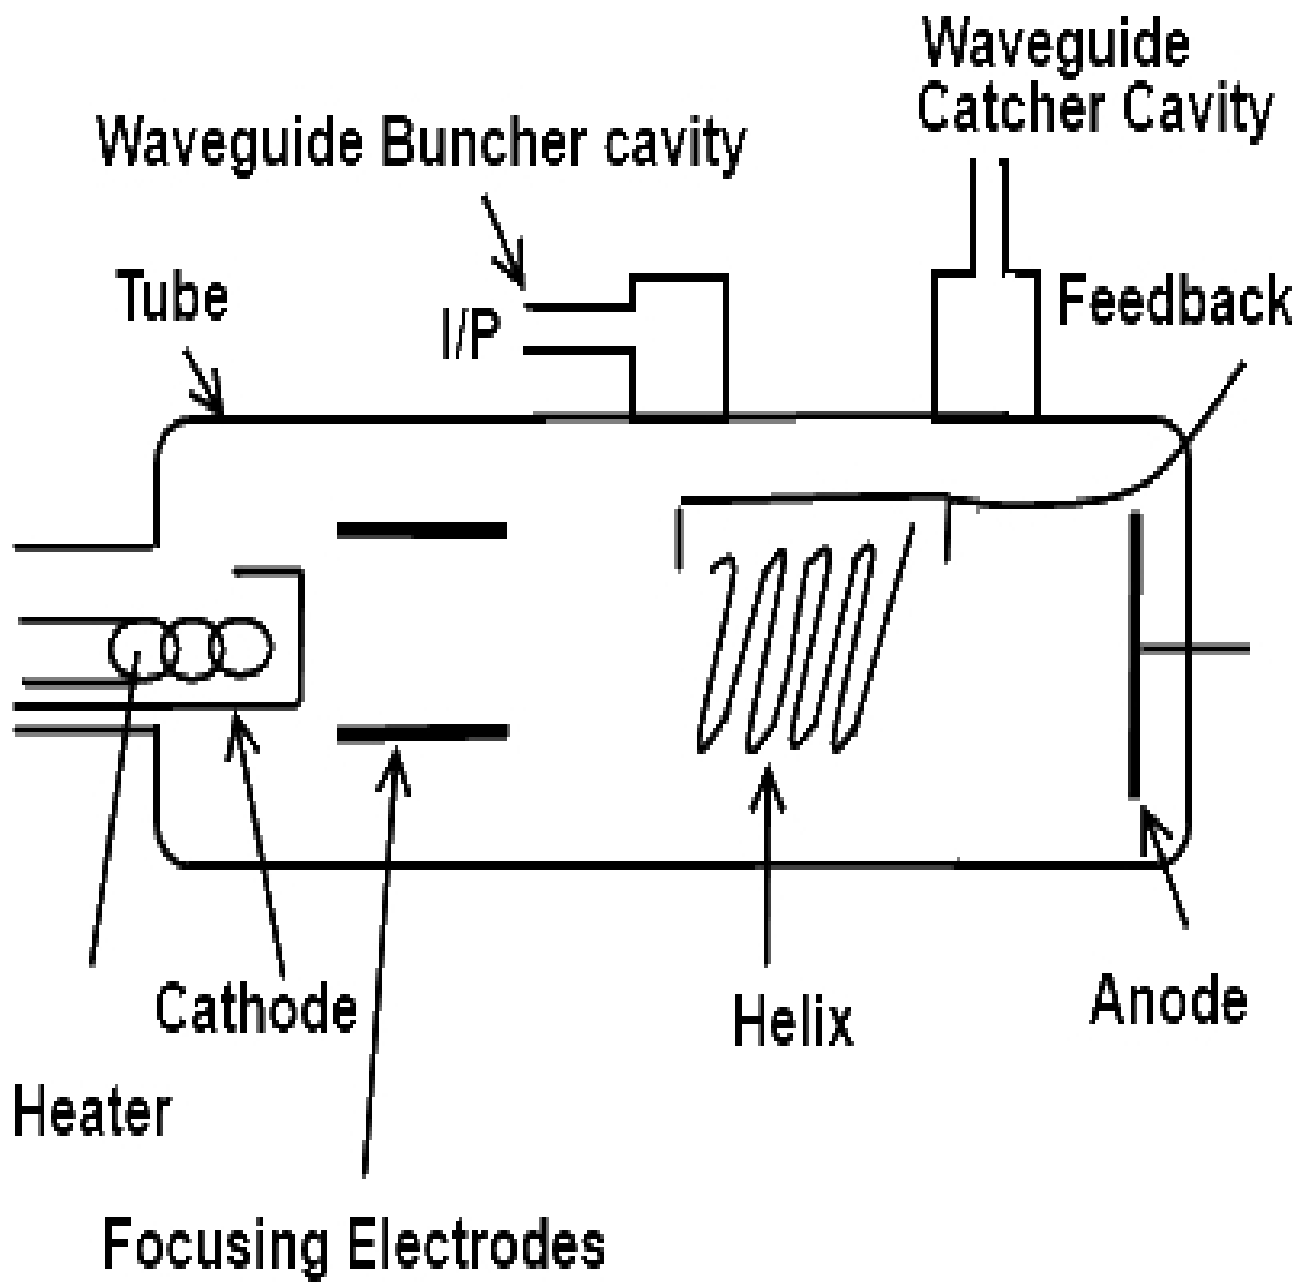 Waveguide
Catcher Cavity
Waveguide Buncher cavity
Tube
Feedback
I/P
Cathode
Helix
Anode
Heater
Focusing Electrodes